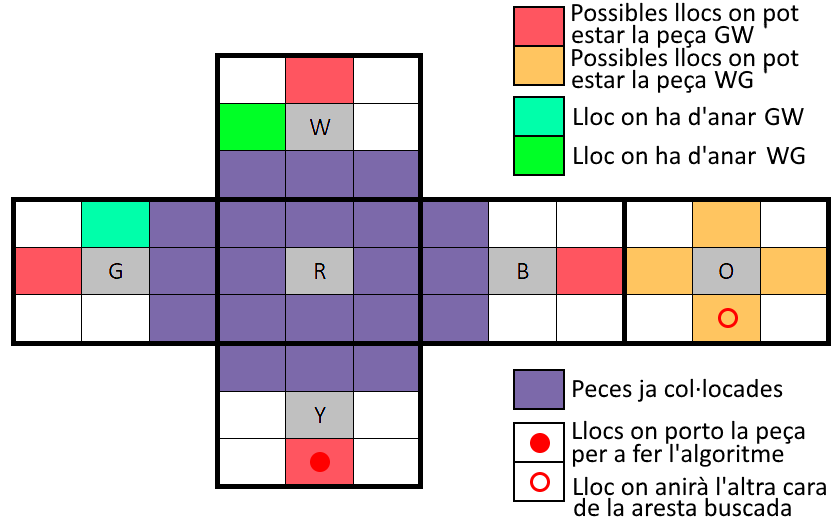 Possibles llocs on pot
estar la peça GW
Possibles llocs on pot
estar la peça WG
Lloc on ha d'anar GW
W
Lloc on ha d'anar WG
G
R
B
O
Peces ja col·locades
Y
Llocs on porto la peça
per a fer l'algoritme
Lloc on anirà l'altra cara
de la aresta buscada